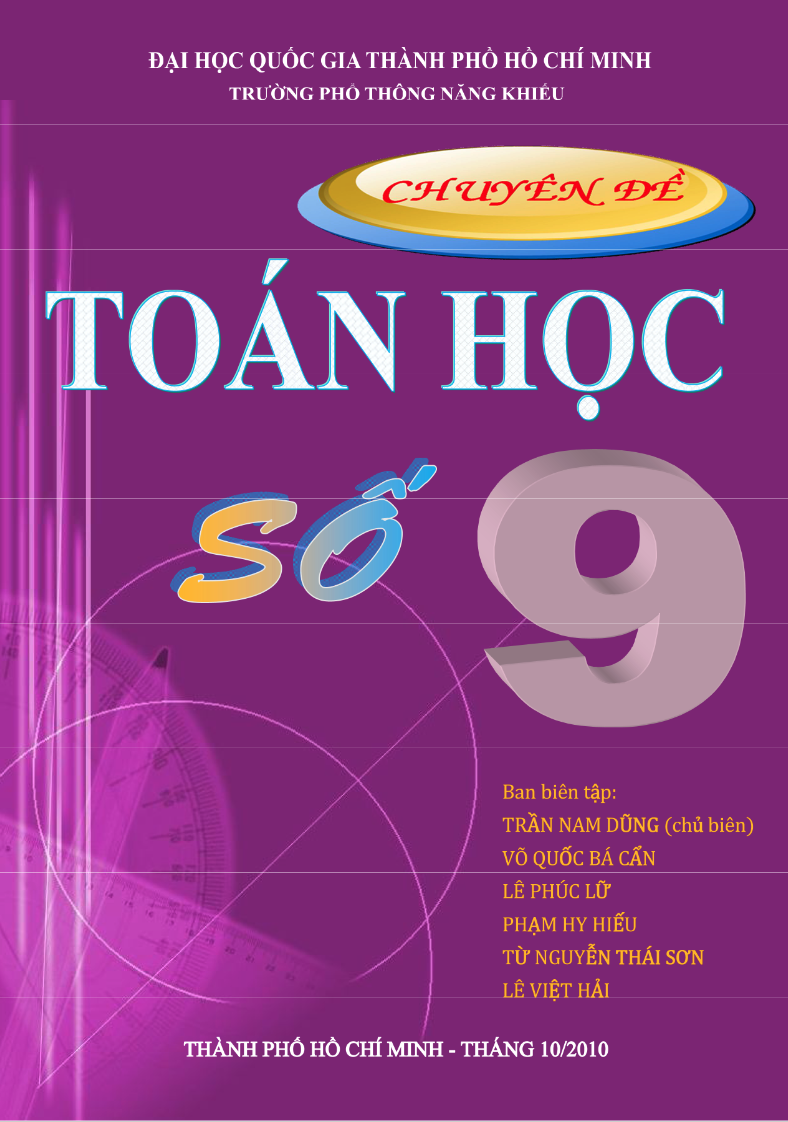 ĐẠI HỌC QUỐC GIA THÀNH PHỐ HỒ CHÍ MINH
TRƯỜNG PHỔ THÔNG NĂNG KHIẾU
CHUYÊN ĐỀ
TOÁN HỌC
SỐ 9
Ban biên tập:
TRẦN NAM DŨNG (chủ biên)
VÕ QUỐC BÁ CẨN
LÊ PHÚC LỮ
PHẠM HY HIẾU
TỪ NGUYỄN THÁI SƠN
LÊ VIỆT HẢI
THÀNH PHỐ HỒ CHÍ MINH - THÁNG 10/2010